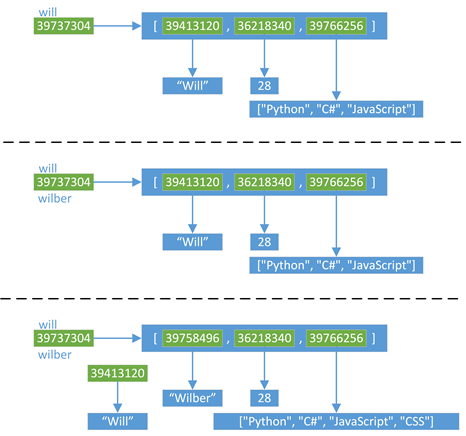 will
39737304 [ 39413120 , 36218340 , 39766256 ]
“Will” 28
["Python", "C#", "JavaScript"]
will
39737304 [ 39413120 , 36218340 , 39766256 ]
wilber
“Will” 28
["Python", "C#", "JavaScript"]
will
39737304 [ 39758496 , 36218340 , 39766256 ]
wilber
39413120
“Wilber” 28
“Will” ["Python", "C#", "JavaScript", "CSS"]